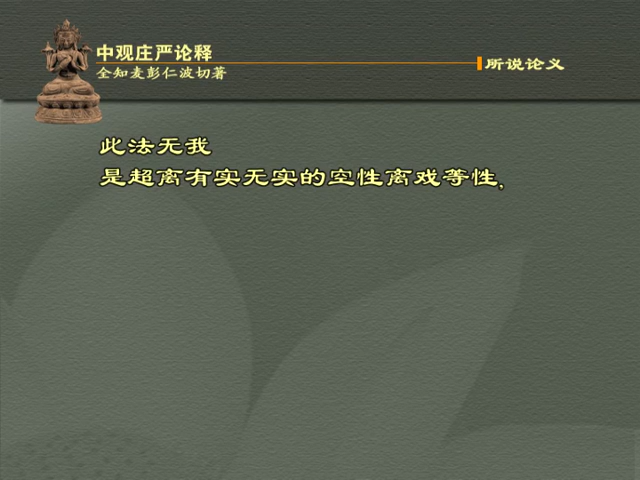 中观庄严论释
全知麦彭仁波切著
所说论义
此法无我
是超离有实无实的空性离戏等性,